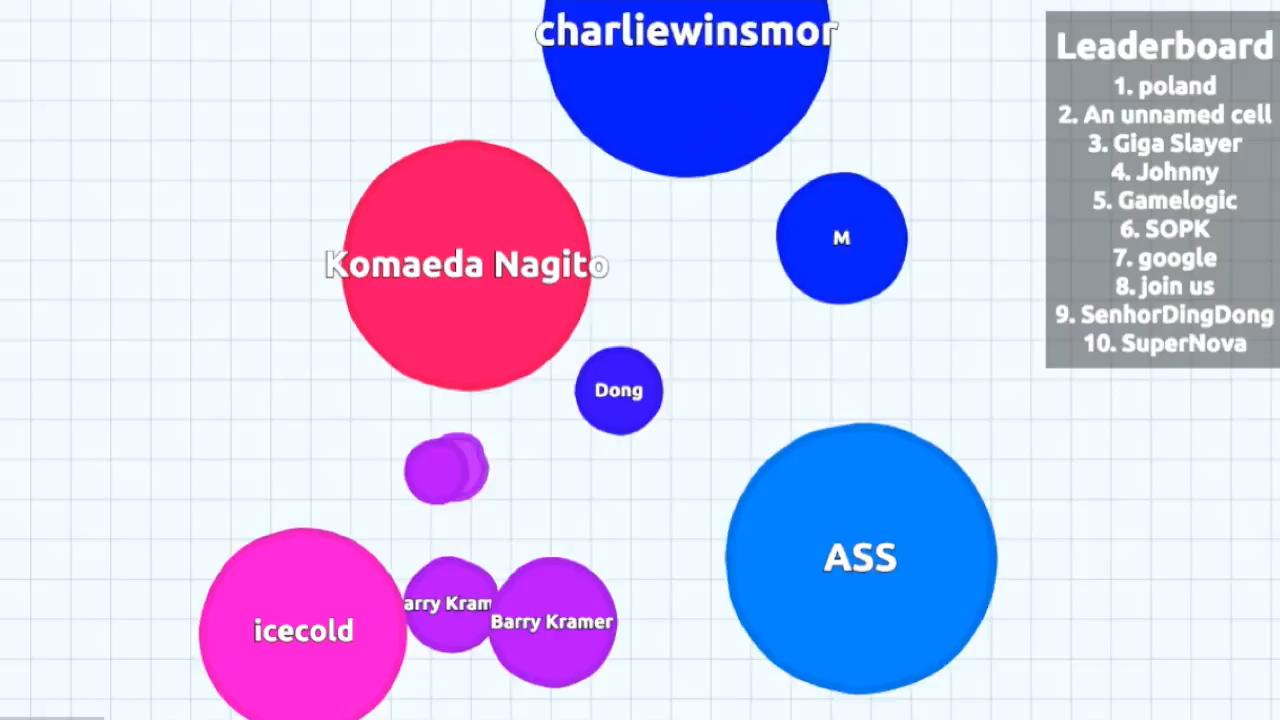 charliewinsmor
Leaderboard
1. poland
2. An unnamed cell
3. Giga Slayer
4. Johnny
5. Gamelogic
6. SOPK
7. google
8. join us
9. SenhorDingDong
10. SuperNova
M
Komaeda Nagito
Dong
ASS
arry Kram
Barry Kramer
icecold